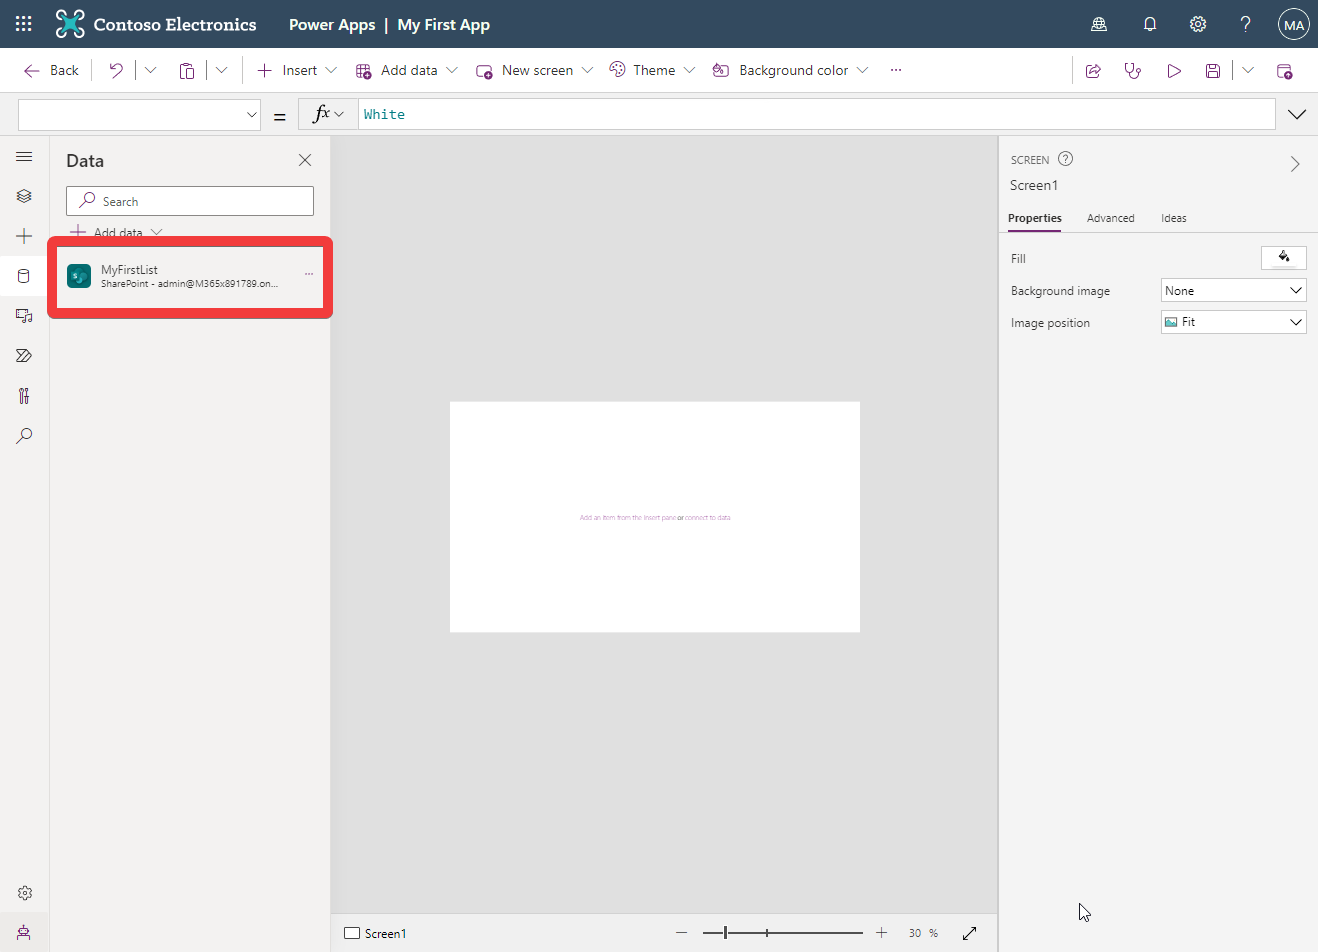 Contoso Electronics Power Apps | My First App ? MA
Back Insert Add data New screen Theme Background color ...
= fx White
Data
Search
Add data
MyFirstList
SharePoint - admin@M365x891789.on...
...
Add an item from the Insert pane or connect to data
SCREEN ?
Screen1
Properties Advanced Ideas
Fill
Background image None
Image position Fit
Screen1 30 %